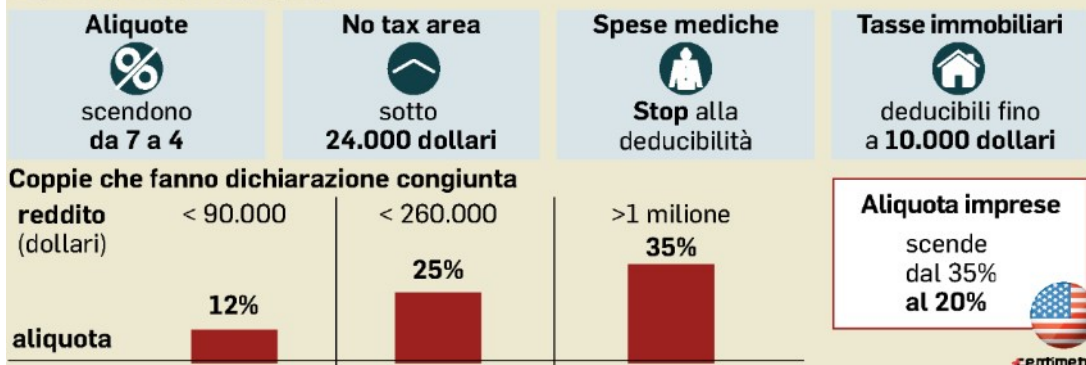 Aliquote
scendono
da 7 a 4
No tax area
sotto
24.000 dollari
Spese mediche
Stop alla
deducibilità
Tasse immobiliari
deducibili fino
a 10.000 dollari
Coppie che fanno dichiarazione congiunta
reddito < 90.000 < 260.000 >1 milione
(dollari)
35%
25%
12%
aliquota
Aliquota imprese
scende
dal 35%
al 20%